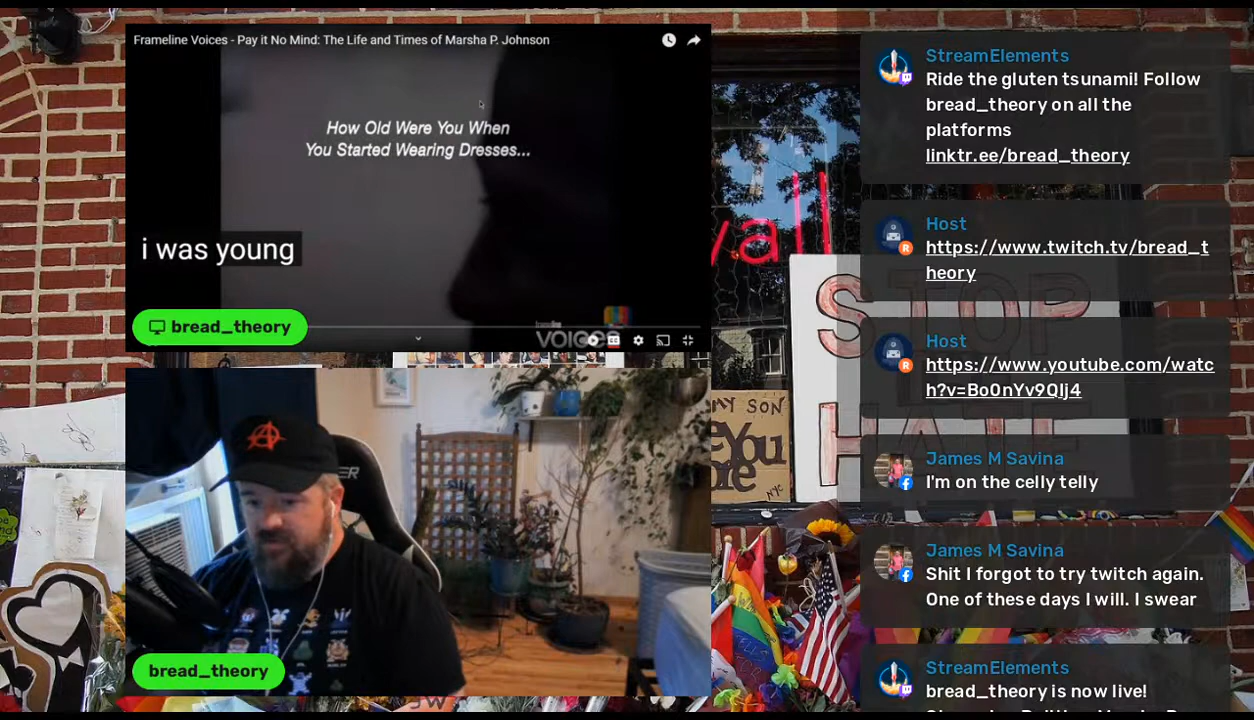 Frameline Voices - Pay it No Mind: The Life and Times of Marsha P. Johnson
How Old Were You When
You Started Wearing Dresses...
i was young
VOICES
bread_theory
bread_theory
StreamElements
Ride the gluten tsunami! Follow
bread_theory on all the
platforms
linktr.ee/bread_theory
Host
https://www.twitch.tv/bread_t
heory
Host
https://www.youtube.com/watc
h?v=Bo0nYv9QIj4
James M Savina
I'm on the celly telly
James M Savina
Shit I forgot to try twitch again.
One of these days I will. I swear
StreamElements
bread_theory is now live!
STOP
HATE
MY SON
NYC